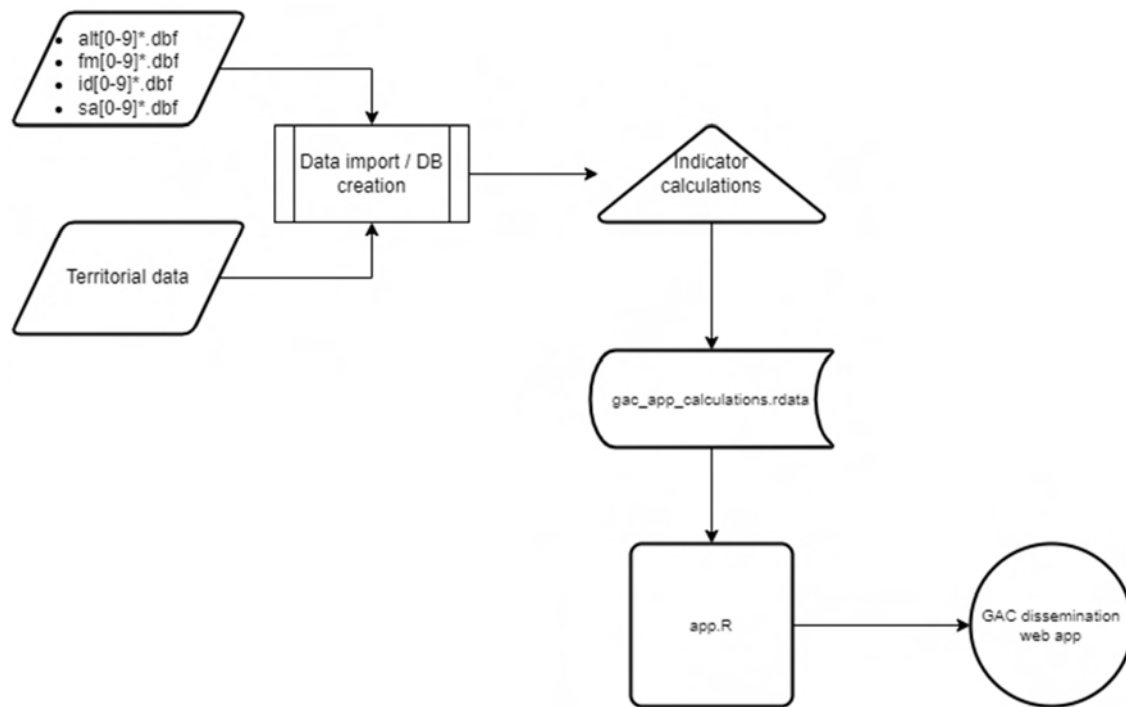 • alt[0-9]*.dbf
• fm[0-9]*.dbf
• id[0-9]*.dbf
• sa[0-9]*.dbf
Data import / DB
creation
Indicator
calculations
Territorial data
gac_app_calculations.rdata
app.R
GAC dissemination
web app